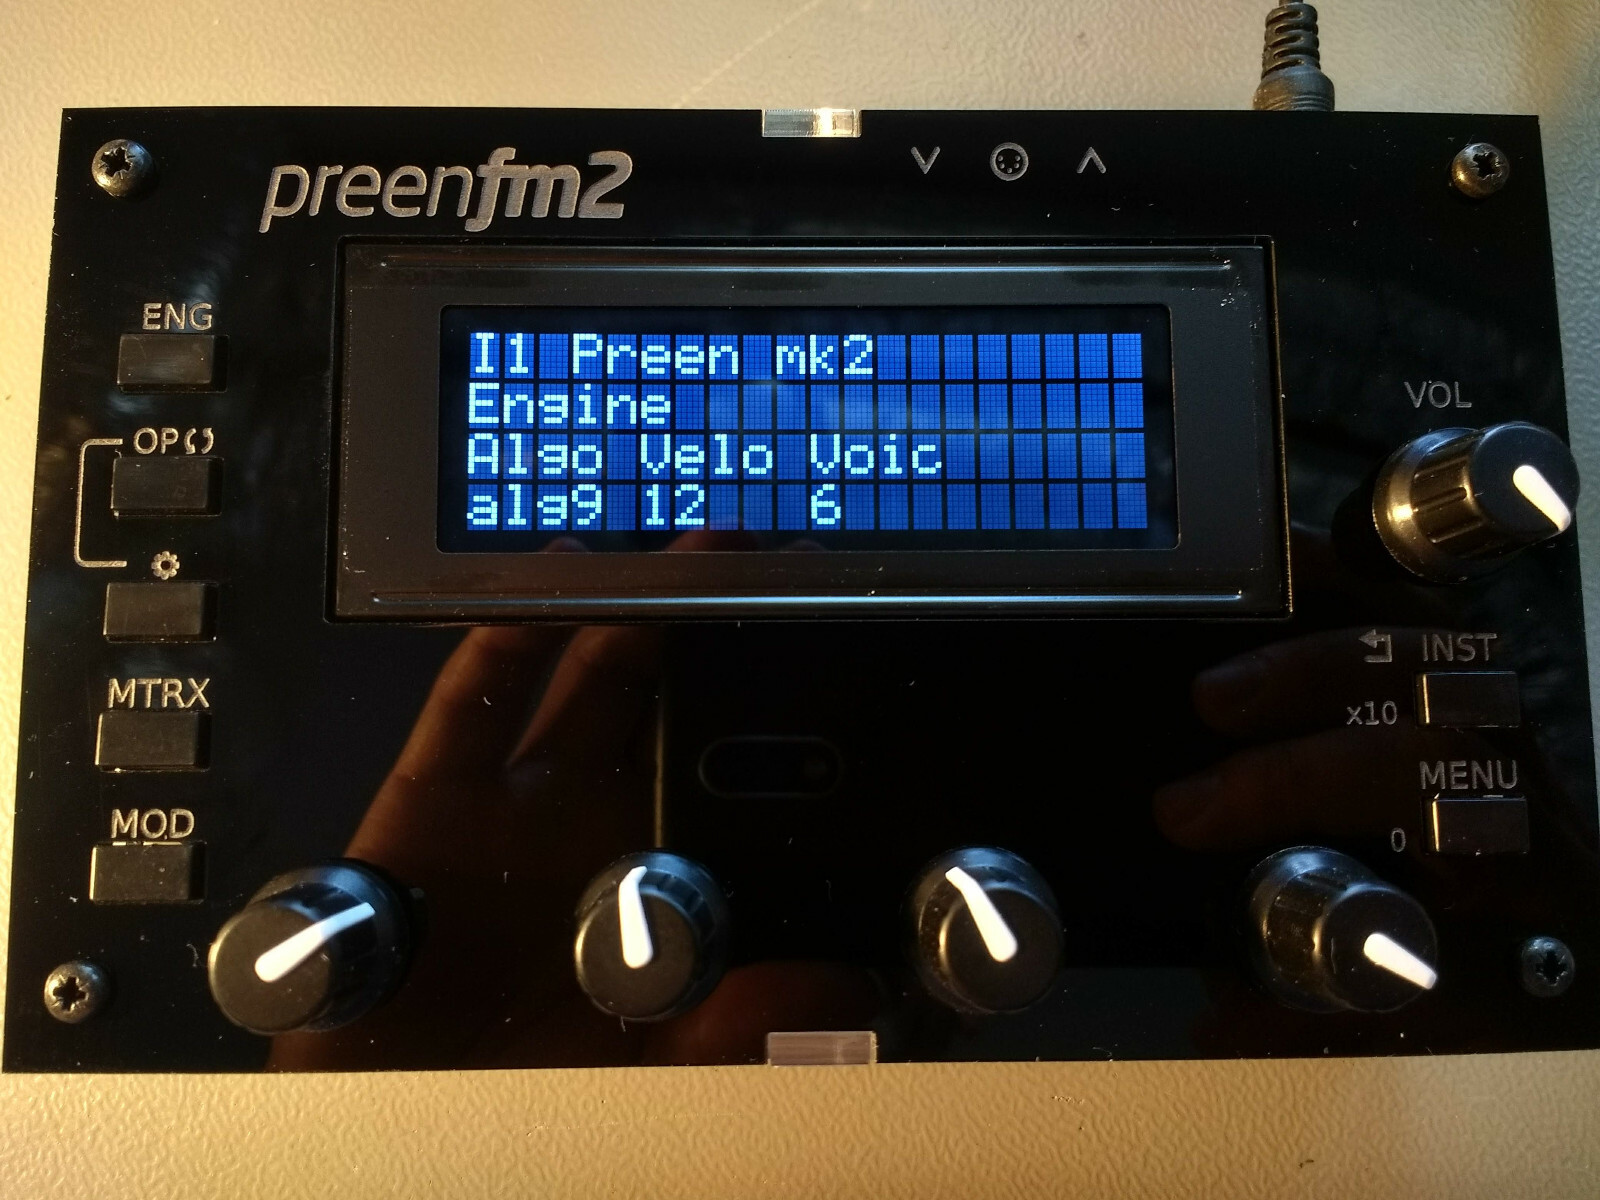 preenfm2
ENG
I1 Preen mk2
Engine
Algo Velo Voic
alg9 12 6
VOL
OP
MTRX
INST
x10
MENU
MOD
0